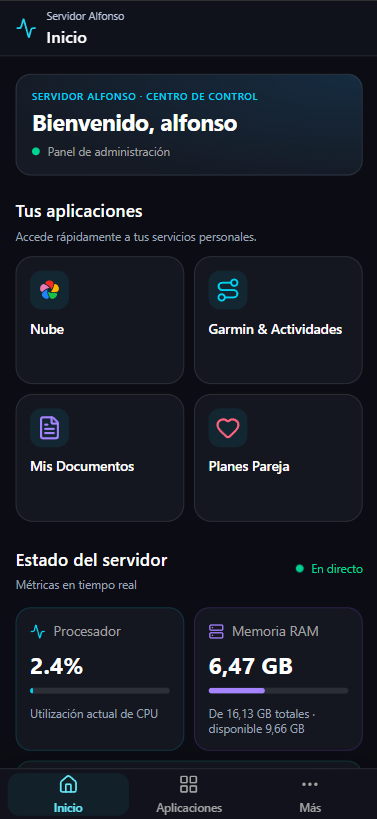 Servidor Alfonso
Inicio
SERVIDOR ALFONSO · CENTRO DE CONTROL
Bienvenido, alfonso
Panel de administración
Tus aplicaciones
Accede rápidamente a tus servicios personales.
Nube
Garmin & Actividades
Mis Documentos
Planes Pareja
Estado del servidor
En directo
Métricas en tiempo real
Procesador
2.4%
Utilización actual de CPU
Memoria RAM
6,47 GB
De 16,13 GB totales ·
disponible 9,66 GB
Inicio
Aplicaciones
Más